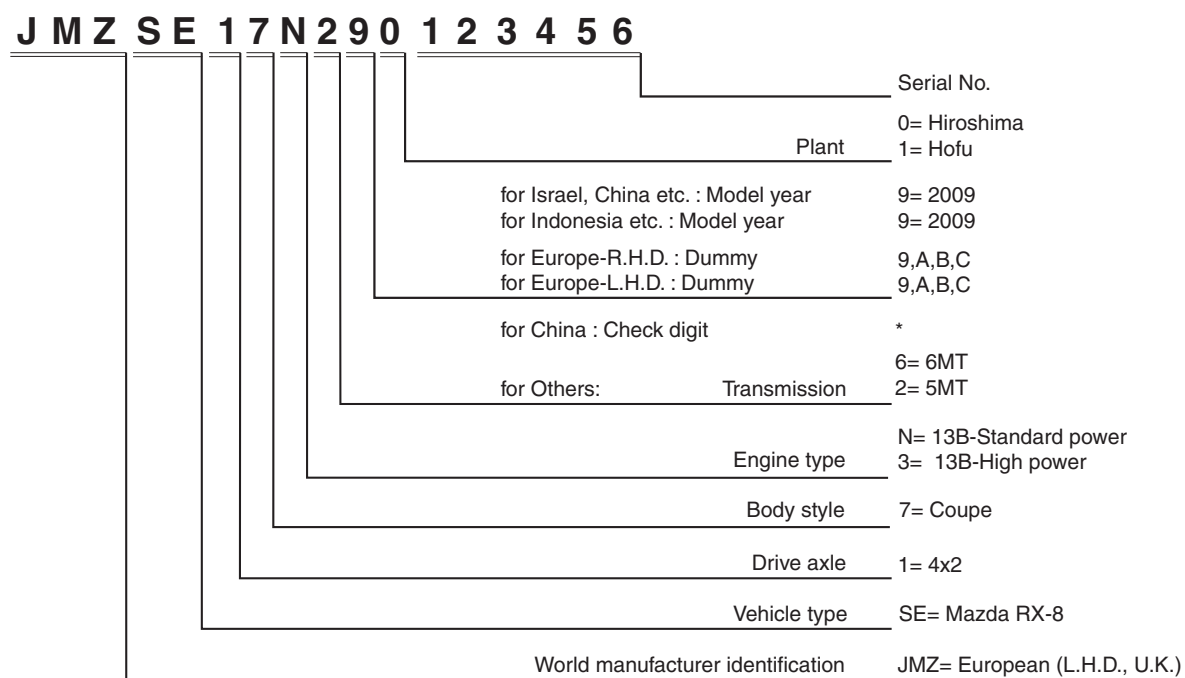 JMZ SE 1 7 N 2 9 0 1 2 3 4 5 6
Serial No.
0= Hiroshima
Plant 1= Hofu
for Israel, China etc. : Model year 9= 2009
for Indonesia etc. : Model year 9= 2009
for Europe-R.H.D. : Dummy 9,A,B,C
for Europe-L.H.D. : Dummy 9,A,B,C
for China : Check digit *
6= 6MT
for Others: Transmission 2= 5MT
N= 13B-Standard power
Engine type 3= 13B-High power
Body style 7= Coupe
Drive axle 1= 4x2
Vehicle type SE= Mazda RX-8
World manufacturer identification JMZ= European (L.H.D., U.K.)